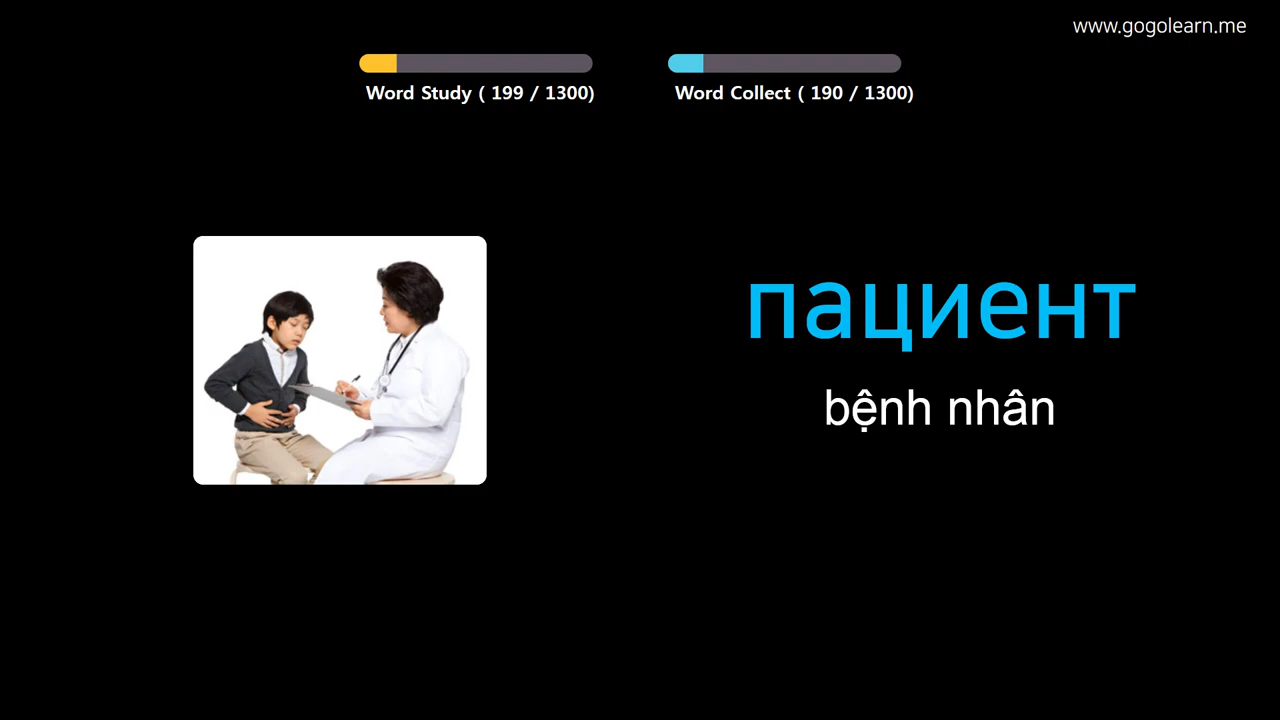 www.gogolearn.me
Word Study ( 199 / 1300)
Word Collect ( 190 / 1300)
пациент
bệnh nhân